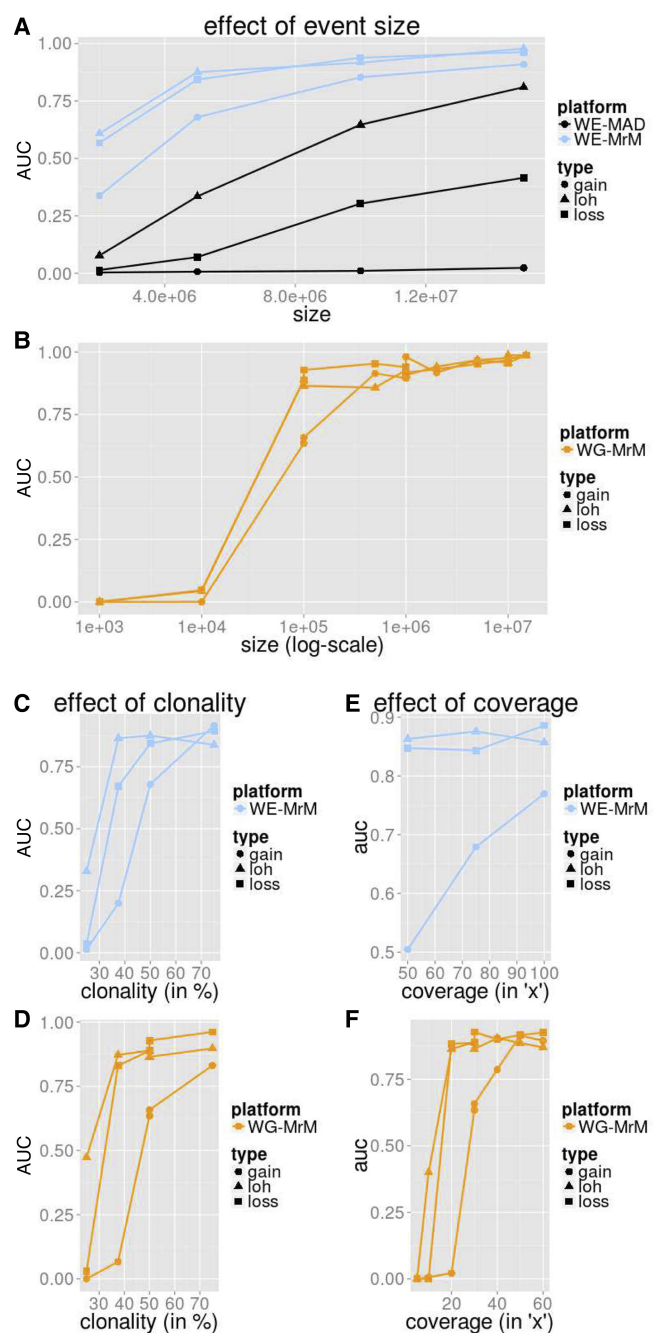 A
effect of event size
1.00
0.75
0.50
0.25
0.00
AUC
4.0e+06 8.0e+06 1.2e+07
size
platform
WE-MAD
WE-MrM
type
gain
loh
loss
B
1.00
0.75
0.50
0.25
0.00
AUC
1e+03 1e+04 1e+05 1e+06 1e+07
size (log-scale)
platform
WG-MrM
type
gain
loh
loss
C
effect of clonality
0.75
0.50
0.25
0.00
AUC
30 40 50 60 70
clonality (in %)
platform
WE-MrM
type
gain
loh
loss
E
effect of coverage
0.9
0.8
0.7
0.6
0.5
auc
50 60 70 80 90 100
coverage (in 'x')
platform
WE-MrM
type
gain
loh
loss
D
1.00
0.75
0.50
0.25
0.00
AUC
30 40 50 60 70
clonality (in %)
platform
WG-MrM
type
gain
loh
loss
F
0.75
0.50
0.25
0.00
auc
20 40 60
coverage (in 'x')
platform
WG-MrM
type
gain
loh
loss